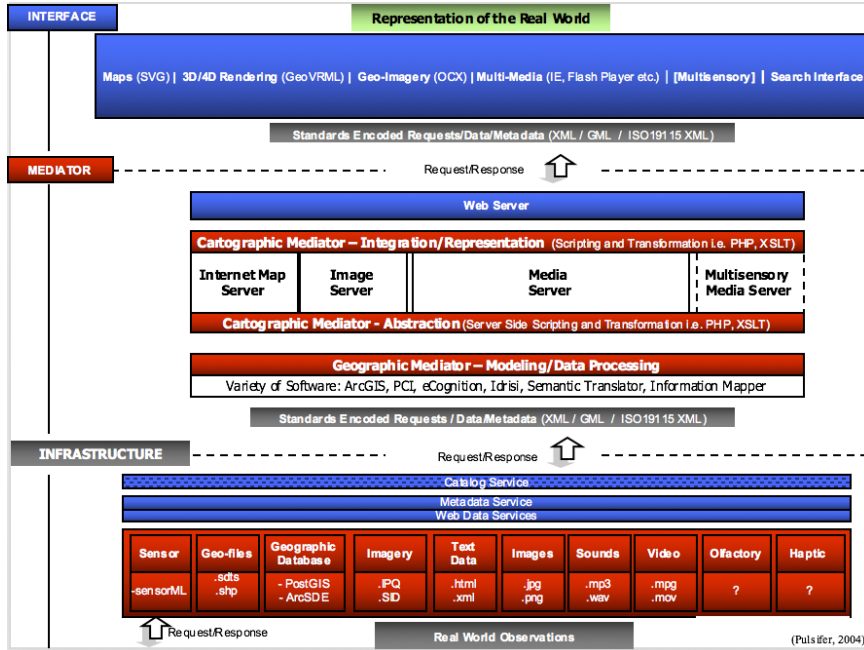 INTERFACE
Representation of the Real World
Maps (SVG) | 3D/4D Rendering (GeoVRML) | Geo-Imagery (OCX) | Multi-Media (IE, Flash Player etc.) | [Multisensory] | Search Interface
Standards Encoded Requests/Data/Metadata (XML / GML / ISO19115 XML)
MEDIATOR
Request/Response
Web Server
Cartographic Mediator – Integration/Representation (Scripting and Transformation i.e. PHP, XSLT)
Internet Map Server
Image Server
Media Server
Multisensory Media Server
Cartographic Mediator - Abstraction (Server Side Scripting and Transformation i.e. PHP, XSLT)
Geographic Mediator – Modeling/Data Processing
Variety of Software: ArcGIS, PCI, eCognition, Idrisi, Semantic Translator, Information Mapper
Standards Encoded Requests / Data/Metadata (XML / GML / ISO19115 XML)
INFRASTRUCTURE
Request/Response
Catalog Service
Metadata Service
Web Data Services
Sensor
Geo-files
Geographic Database
Imagery
Text Data
Images
Sounds
Video
Olfactory
Haptic
-sensorML
.sdts
.shp
- PostGIS
- ArcSDE
.IPQ
.SID
.html
.xml
.jpg
.png
.mp3
.wav
.mpg
.mov
?
?
Request/Response
Real World Observations
(Pulsifer, 2004)